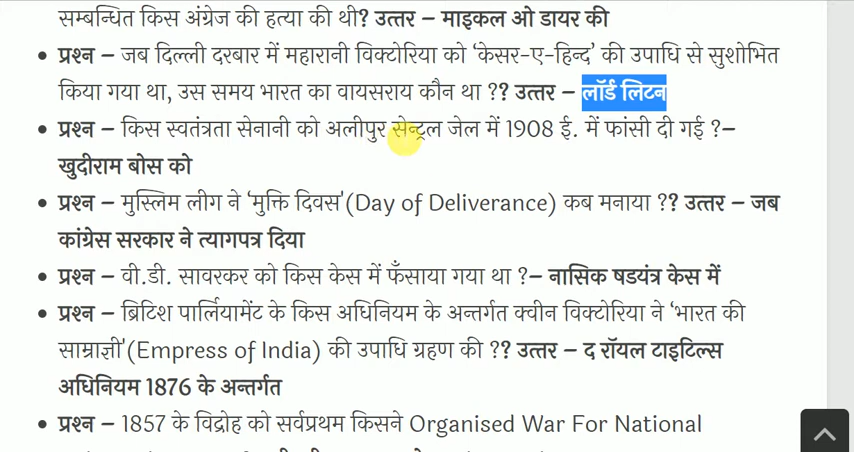 सम्बन्धित किस अंग्रेज की हत्या की थी? उत्तर – माइकल ओ डायर की
प्रश्न – जब दिल्ली दरबार में महारानी विक्टोरिया को ‘केसर-ए-हिन्द’ की उपाधि से सुशोभित
किया गया था, उस समय भारत का वायसराय कौन था ?? उत्तर – लॉर्ड लिटन
प्रश्न – किस स्वतंत्रता सेनानी को अलीपुर सेन्ट्रल जेल में 1908 ई. में फांसी दी गई ?–
खुदीराम बोस को
प्रश्न – मुस्लिम लीग ने ‘मुक्ति दिवस'(Day of Deliverance) कब मनाया ?? उत्तर – जब
कांग्रेस सरकार ने त्यागपत्र दिया
प्रश्न – वी.डी. सावरकर को किस केस में फँसाया गया था ?– नासिक षडयंत्र केस में
प्रश्न – ब्रिटिश पार्लियामेंट के किस अधिनियम के अन्तर्गत क्वीन विक्टोरिया ने ‘भारत की
साम्राज्ञी'(Empress of India) की उपाधि ग्रहण की ?? उत्तर – द रॉयल टाइटिल्स
अधिनियम 1876 के अन्तर्गत
प्रश्न – 1857 के विद्रोह को सर्वप्रथम किसने Organised War For National